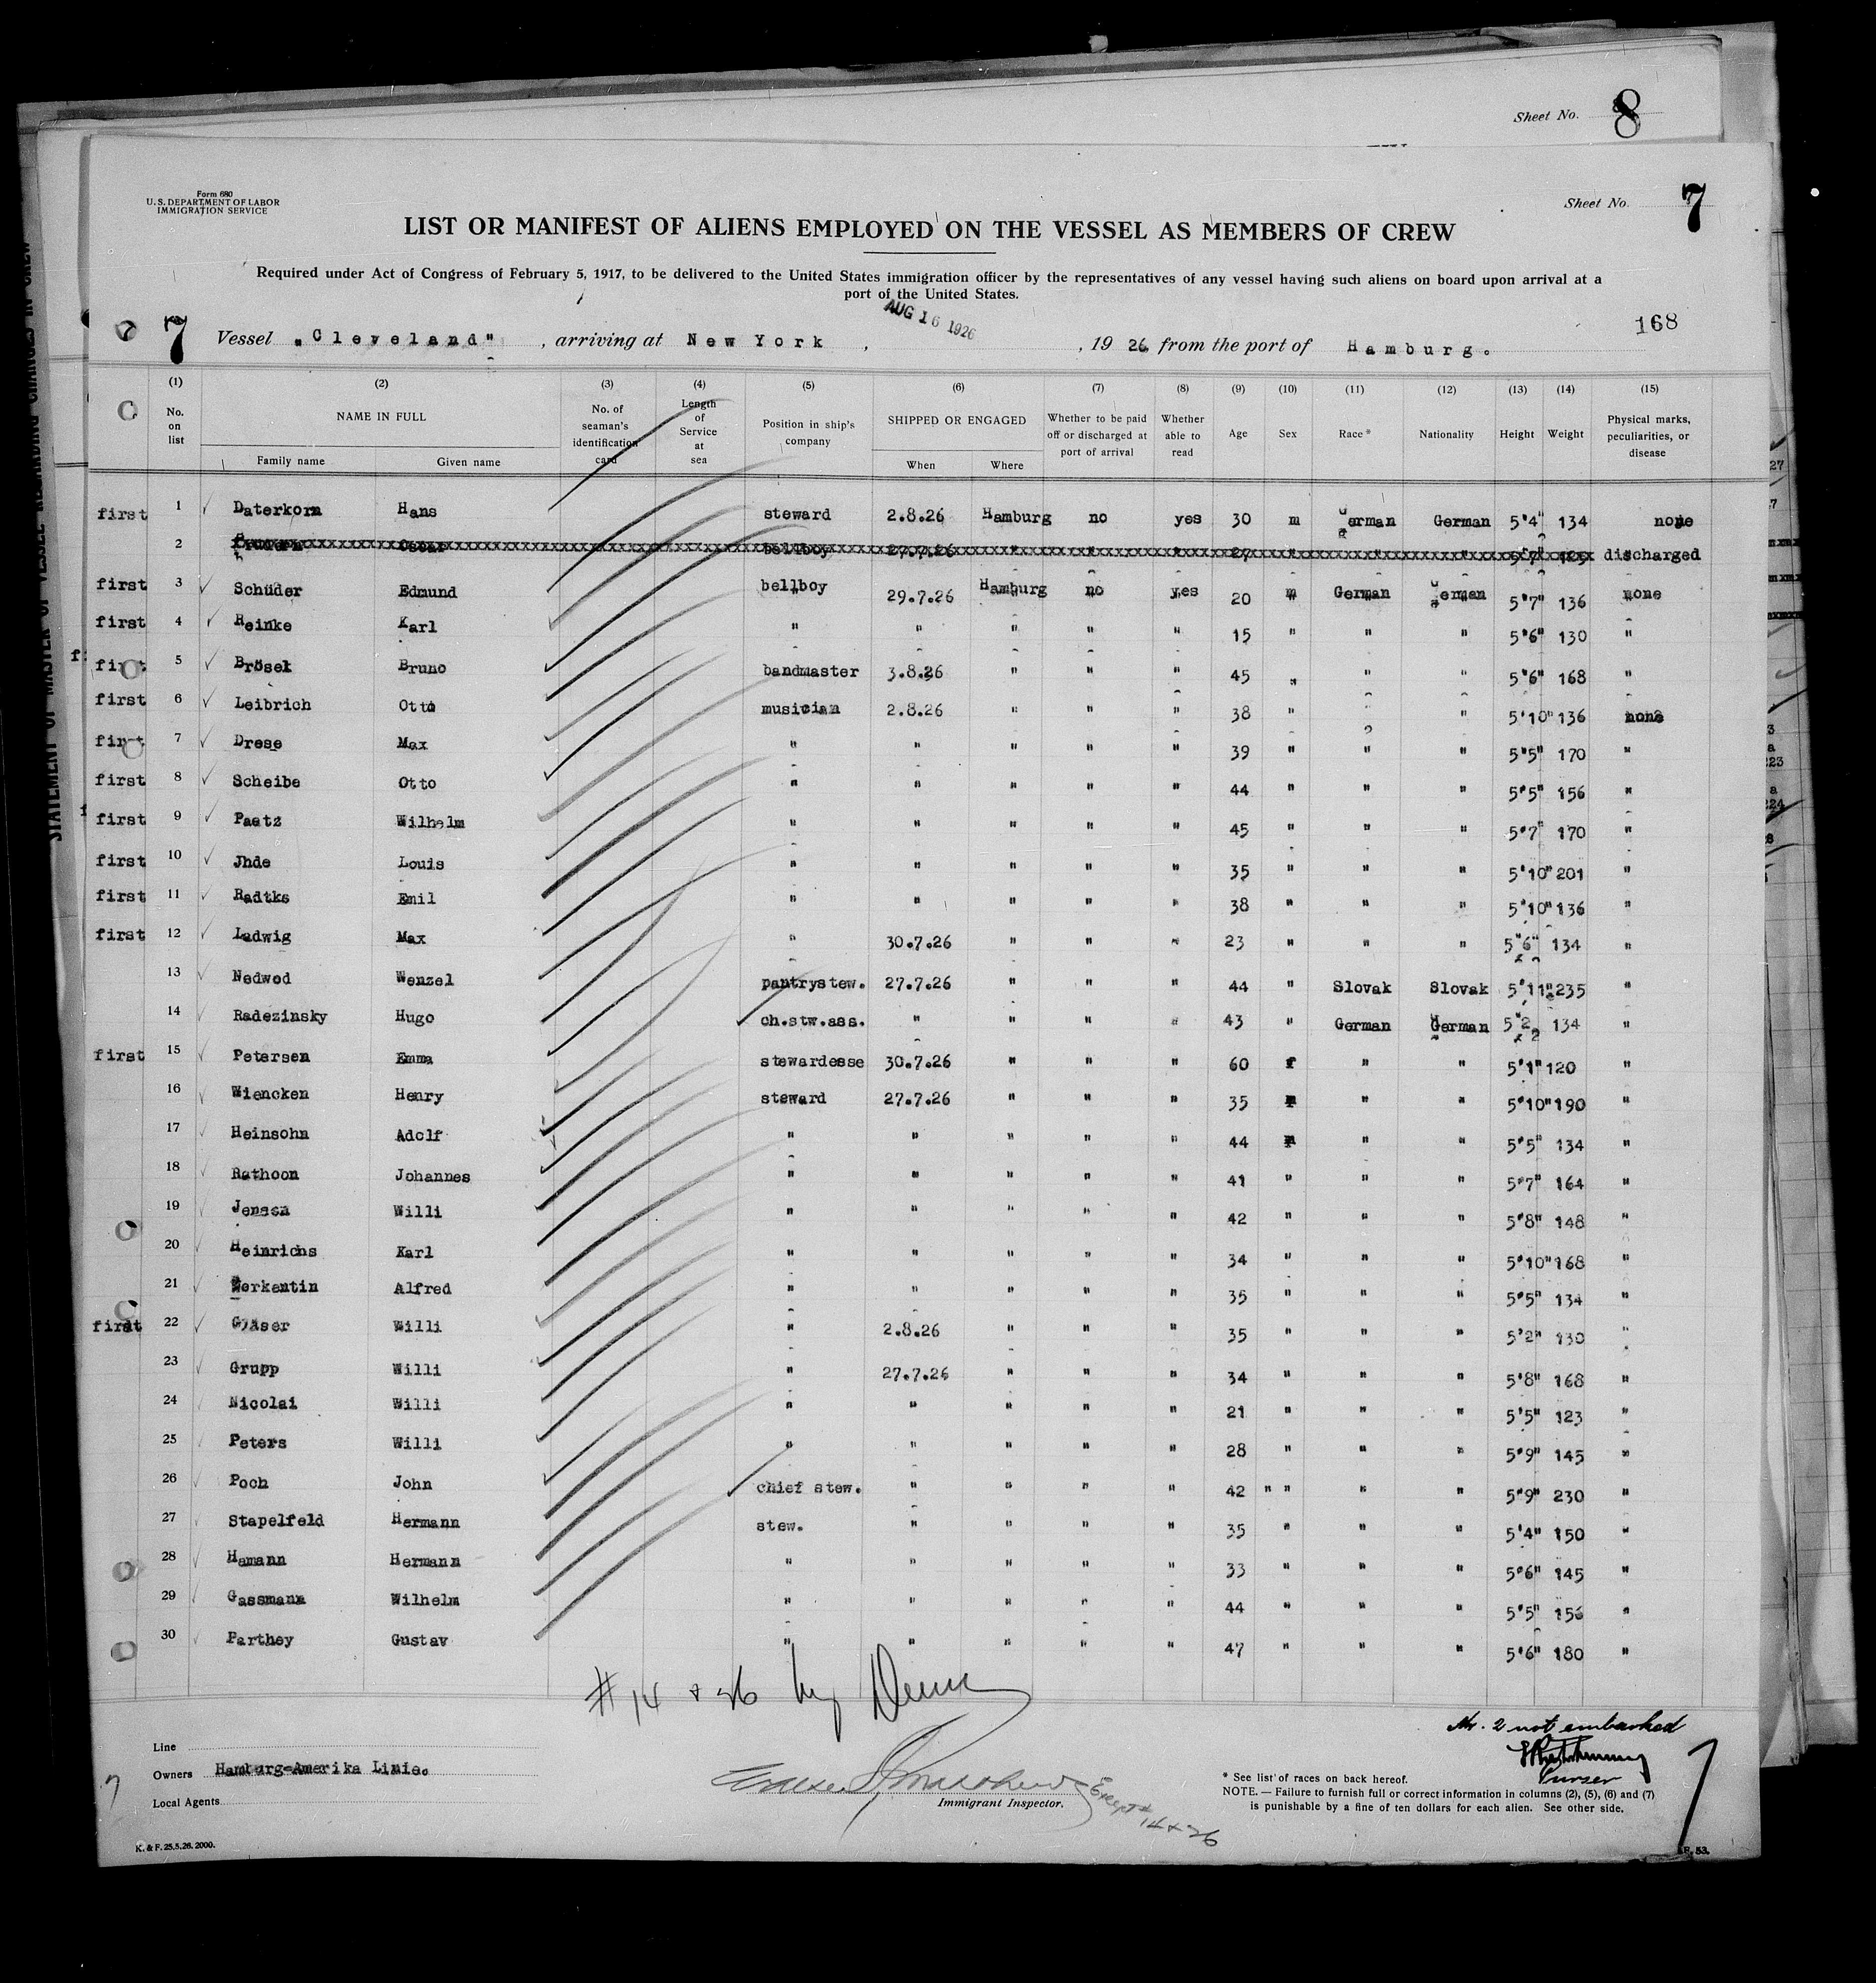 Sheet No. 8
Form 680
U. S. DEPARTMENT OF LABOR
IMMIGRATION SERVICE
Sheet No. 7
LIST OR MANIFEST OF ALIENS EMPLOYED ON THE VESSEL AS MEMBERS OF CREW
Required under Act of Congress of February 5, 1917, to be delivered to the United States immigration officer by the representatives of any vessel having such aliens on board upon arrival at a
port of the United States.
AUG 16 1926
168
7 Vessel „Cleveland" , arriving at New York , , 19 26 from the port of Hamburg.
(1) (2) (3) (4) (5) (6) (7) (8) (9) (10) (11) (12) (13) (14) (15)
No. on list NAME IN FULL Family name Given name No. of seaman's identification card Length of Service at sea Position in ship's company SHIPPED OR ENGAGED When Where Whether to be paid off or discharged at port of arrival Whether able to read Age Sex Race * Nationality Height Weight Physical marks, peculiarities, or disease
first 1 Daterkorn Hans steward 2.8.26 Hamburg no yes 30 m German German 5'4" 134 none
2 bellboy 27.7.26 " " " 27 " " " 5'7" discharged
first 3 Schüder Edmund bellboy 29.7.26 Hamburg no yes 20 m German German 5'7" 136 none
first 4 Reinke Karl " " " " " 15 " " " 5'6" 130 "
first 5 Brösel Bruno bandmaster 3.8.26 " " " 45 " " " 5'6" 168 "
first 6 Leibrich Otto musician 2.8.26 " " " 38 " " " 5'10" 136 none
first 7 Drese Max " " " " " 39 " " " 5'5" 170 "
first 8 Scheibe Otto " " " " " 44 " " " 5'5" 156 "
first 9 Paetz Wilhelm " " " " " 45 " " " 5'7" 170 "
first 10 Jhde Louis " " " " " 35 " " " 5'10" 201 "
first 11 Radtks Emil " " " " " 38 " " " 5'10" 136 "
first 12 Ladwig Max " 30.7.26 " " " 23 " " " 5'6" 134 "
13 Nedwed Wenzel pantrystew. 27.7.26 " " " 44 " Slovak Slovak 5'11" 235 "
14 Radezinsky Hugo ch.stw.ass. " " " " 43 " German German 5'2 134 "
first 15 Petersen Emma stewardesse 30.7.26 " " " 60 f " " 5'1" 120 "
16 Wiencken Henry steward 27.7.26 " " " 35 m " " 5'10" 190 "
17 Heinsohn Adolf " " " " " 44 m " " 5'5" 134 "
18 Rathoon Johannes " " " " " 41 " " " 5'7" 164 "
19 Jensen Willi " " " " " 42 " " " 5'8" 148 "
20 Heinrichs Karl " " " " " 34 " " " 5'10" 168 "
21 Werkentin Alfred " " " " " 35 " " " 5'5" 134 "
first 22 Gläser Willi " 2.8.26 " " " 35 " " " 5'2" 130 "
23 Grupp Willi " 27.7.26 " " " 34 " " " 5'8" 168 "
24 Nicolai Willi " " " " " 21 " " " 5'5" 123 "
25 Peters Willi " " " " " 28 " " " 5'9" 145 "
26 Poch John chief stew. " " " " 42 " " " " 5'9" 230 "
27 Stapelfeld Hermann stew. " " " " 35 " " " 5'4" 150 "
28 Hamann Hermann " " " " " 33 " " " 5'6" 145 "
29 Gassmann Wilhelm " " " " " 44 " " " 5'5" 156 "
30 Parthey Gustav " " " " " 47 " " " 5'6" 180 "
# 14 + 26
Nr. 2 not embarked
Purser
Line
Owners Hamburg-Amerika Linie.
Local Agents
Immigrant Inspector.
Except # 14 + 26
* See list of races on back hereof.
NOTE. — Failure to furnish full or correct information in columns (2), (5), (6) and (7)
is punishable by a fine of ten dollars for each alien. See other side.
K. & F. 25.5.26. 2000.